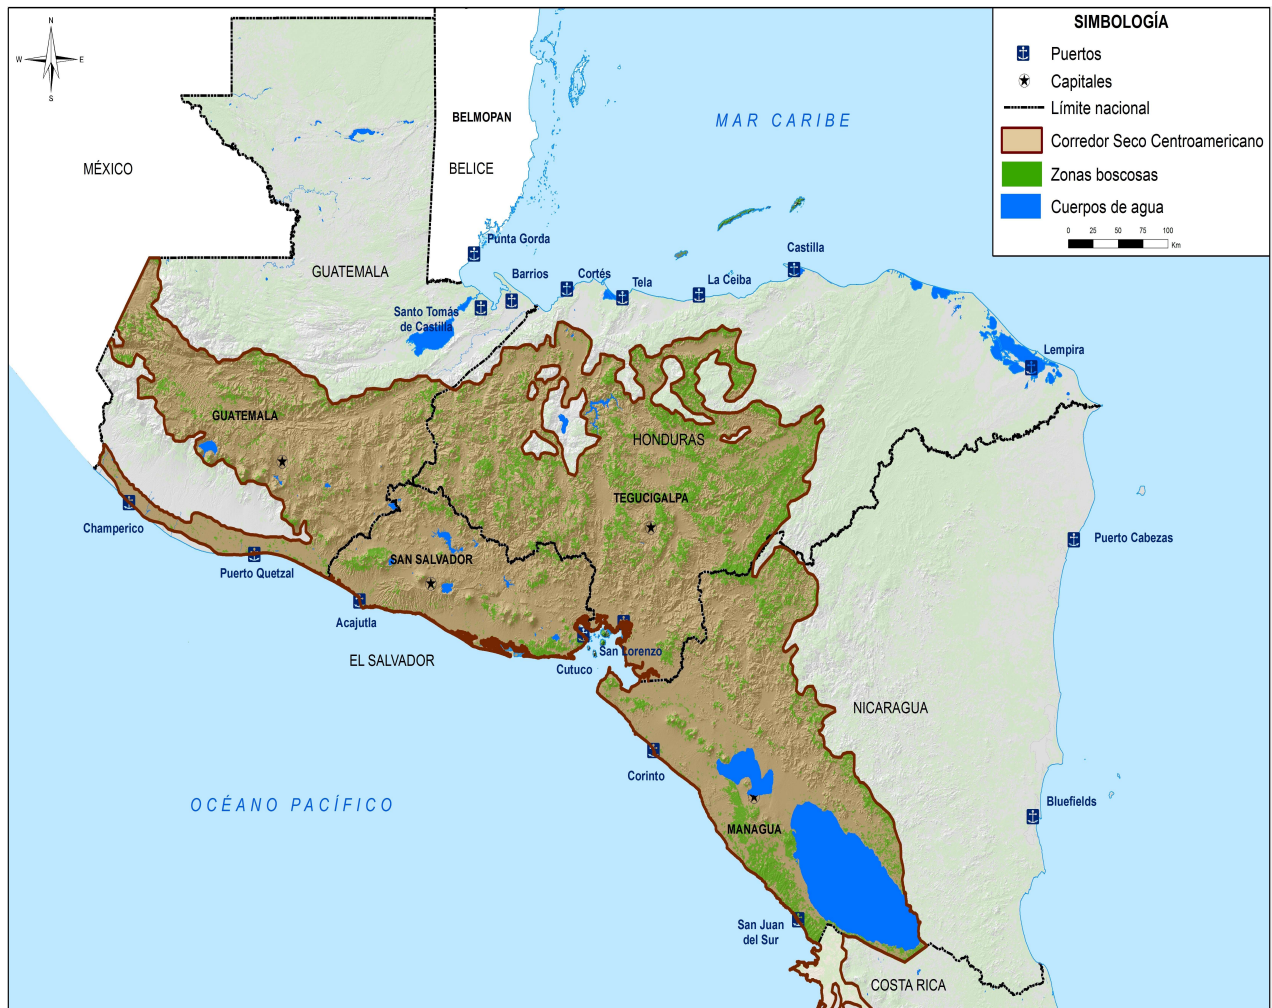 N
W
E
S
SIMBOLOGÍA
Puertos
Capitales
Límite nacional
Corredor Seco Centroamericano
Zonas boscosas
Cuerpos de agua
0 25 50 75 100
Km
MAR CARIBE
BELMOPAN
MÉXICO
BELICE
Punta Gorda
Castilla
GUATEMALA
Barrios
Cortés
Tela
La Ceiba
Santo Tomás
de Castilla
Lempira
GUATEMALA
HONDURAS
TEGUCIGALPA
Champerico
Puerto Cabezas
SAN SALVADOR
Puerto Quetzal
Acajutla
San Lorenzo
EL SALVADOR
Cutuco
NICARAGUA
Corinto
OCÉANO PACÍFICO
Bluefields
MANAGUA
San Juan
del Sur
COSTA RICA